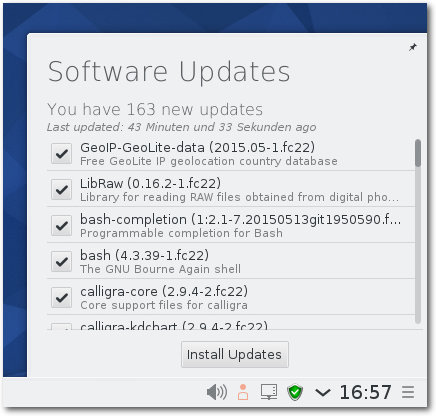 Software Updates
You have 163 new updates
Last updated: 43 Minuten und 33 Sekunden ago
GeoIP-GeoLite-data (2015.05-1.fc22)
Free GeoLite IP geolocation country database
LibRaw (0.16.2-1.fc22)
Library for reading RAW files obtained from digital pho...
bash-completion (1:2.1-7.20150513git1950590.f...
Programmable completion for Bash
bash (4.3.39-1.fc22)
The GNU Bourne Again shell
calligra-core (2.9.4-2.fc22)
Core support files for calligra
calligra-kdchart (2.9.4-2.fc22)
Install Updates
16:57